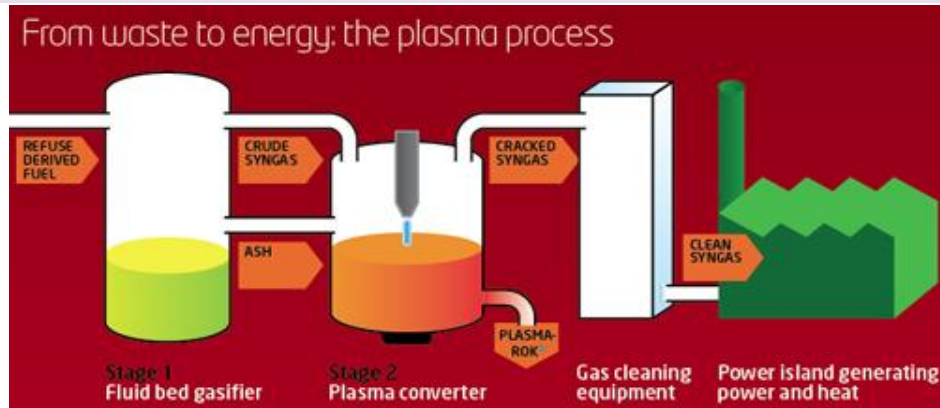 From waste to energy: the plasma process
REFUSE
DERIVED
FUEL
CRUDE
SYNGAS
ASH
CRACKED
SYNGAS
CLEAN
SYNGAS
PLASMA-
ROK
Stage 1
Fluid bed gasifier
Stage 2
Plasma converter
Gas cleaning
equipment
Power island generating
power and heat